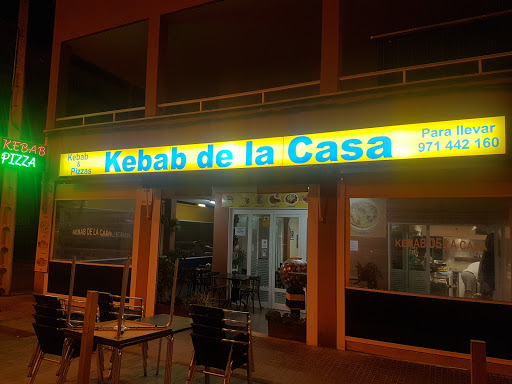 KEBAB
PIZZA
Kebab
&
Pizzas
Kebab de la Casa
Para llevar
971 442 160
KEBAB DE LA CASA
KEBAB DE LA CASA